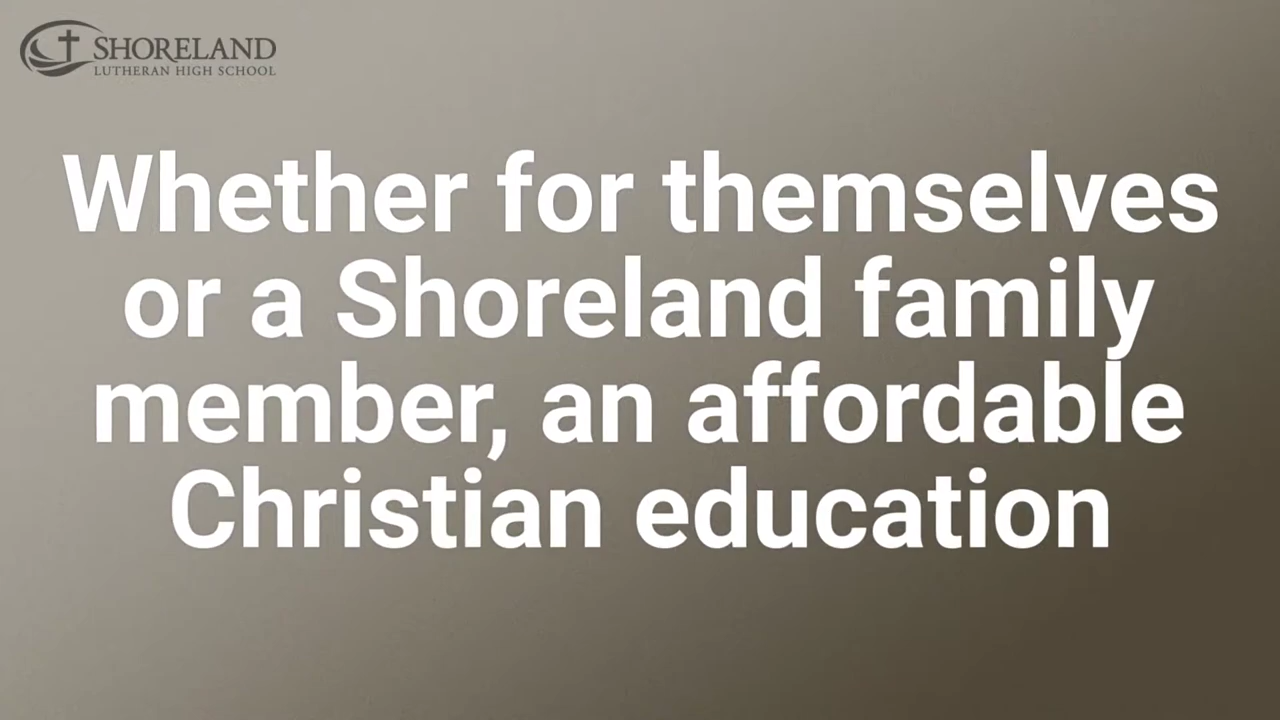 SHORELAND
LUTHERAN HIGH SCHOOL
Whether for themselves
or a Shoreland family
member, an affordable
Christian education